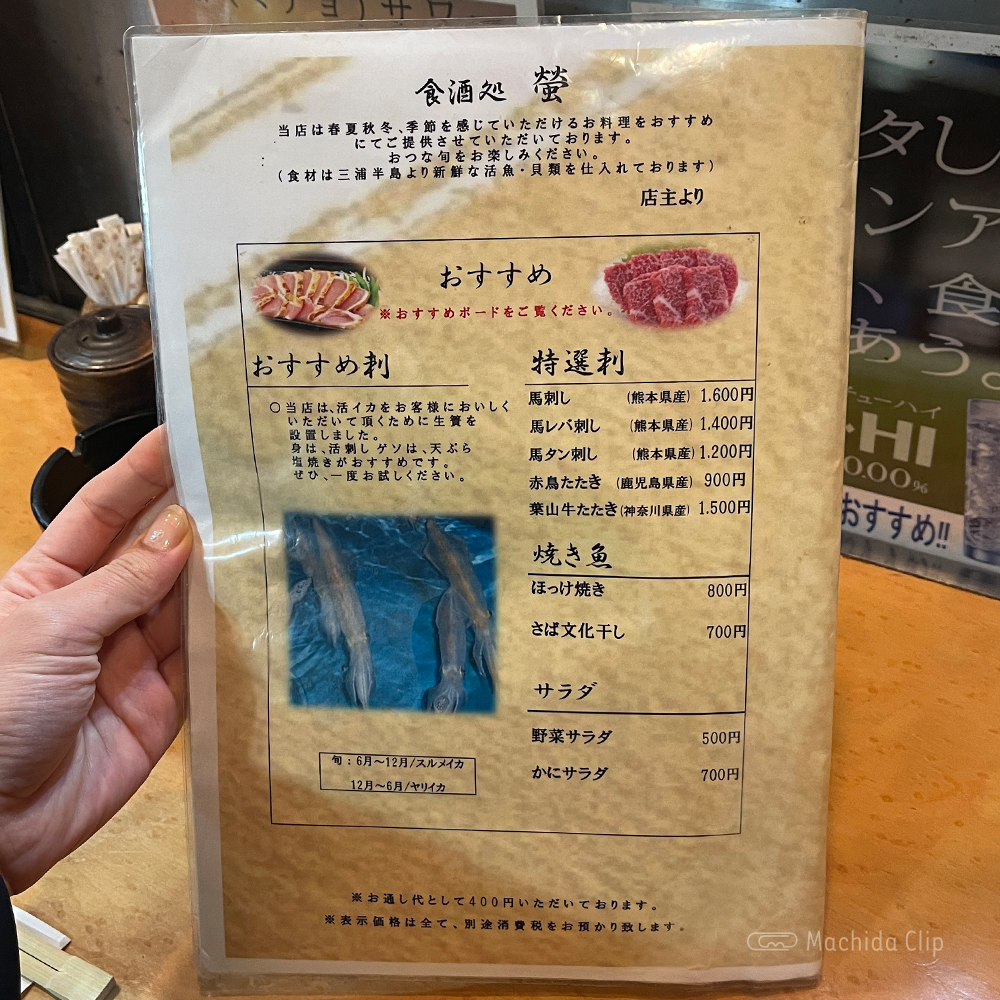 食酒処 螢
当店は春夏秋冬、季節を感じていただけるお料理をおすすめ
にてご提供させていただいております。
おつな旬をお楽しみください。
(食材は三浦半島より新鮮な活魚・貝類を仕入れております)
店主より
おすすめ
※おすすめボードをご覧ください。
おすすめ刺
〇当店は、活イカをお客様においしく
いただいて頂くために生簀を
設置しました。
身は、活刺し ゲソは、天ぷら
塩焼きがおすすめです。
ぜひ、一度お試しください。
旬：6月～12月/スルメイカ
12月～6月/ヤリイカ
特選刺
馬刺し (熊本県産) 1.600円
馬レバ刺し (熊本県産) 1.400円
馬タン刺し (熊本県産) 1.200円
赤鳥たたき (鹿児島県産) 900円
葉山牛たたき(神奈川県産) 1.500円
焼き魚
ほっけ焼き 800円
さば文化干し 700円
サラダ
野菜サラダ 500円
かにサラダ 700円
※お通し代として400円いただいております。
※表示価格は全て、別途消費税をお預かり致します。
Machida Clip
し ア 食 う。
タ ン 、 あ
チューハイ
HI
0.00%
おすすめ!!